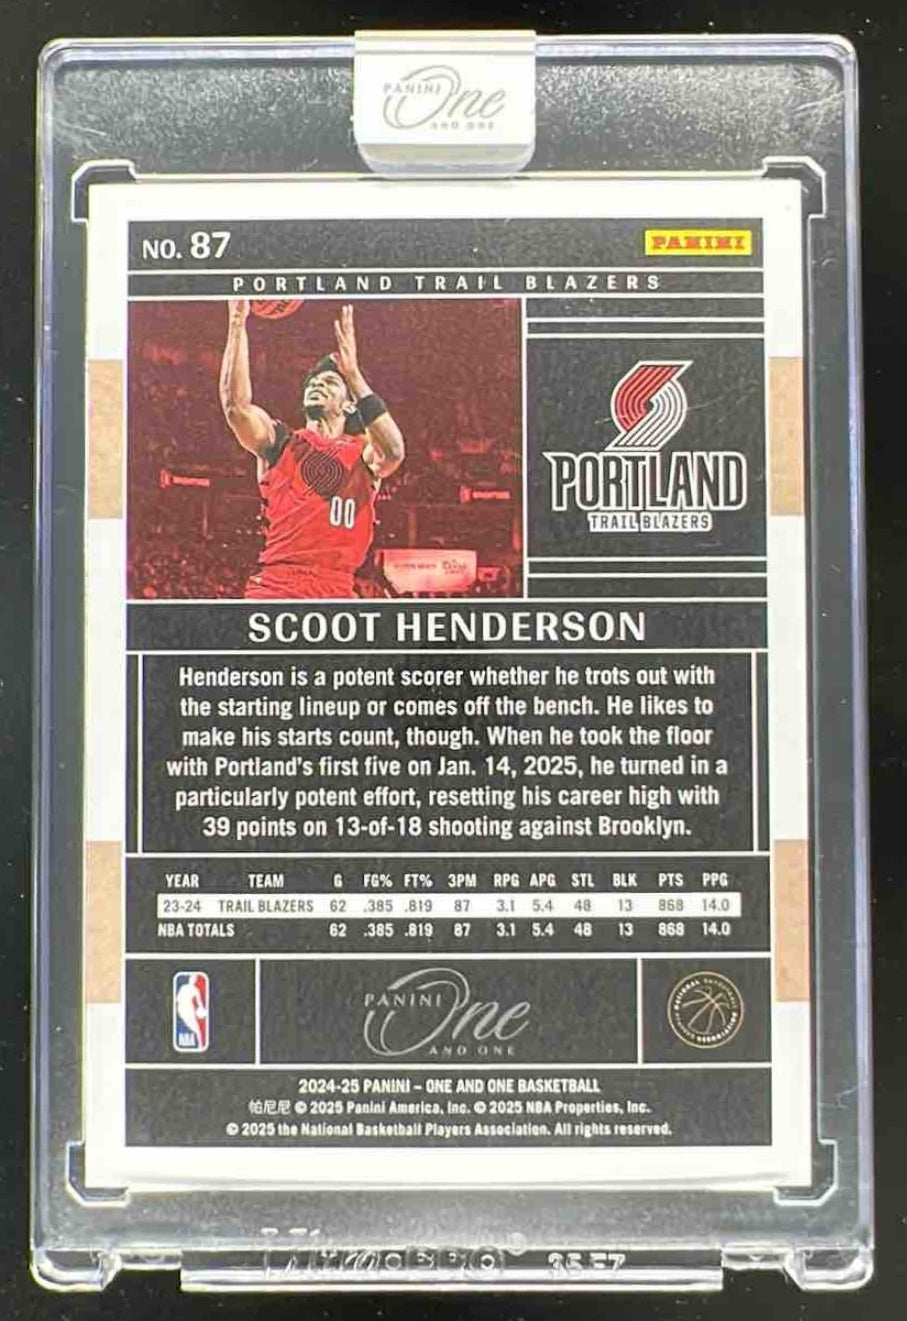 PANINI One
AND ONE
NO. 87
PANINI
PORTLAND TRAIL BLAZERS
00
PORTLAND
TRAIL BLAZERS
SCOOT HENDERSON
Henderson is a potent scorer whether he trots out with
the starting lineup or comes off the bench. He likes to
make his starts count, though. When he took the floor
with Portland's first five on Jan. 14, 2025, he turned in a
particularly potent effort, resetting his career high with
39 points on 13-of-18 shooting against Brooklyn.
YEAR TEAM G FG% FT% 3PM RPG APG STL BLK PTS PPG
23-24 TRAIL BLAZERS 62 .385 .819 87 3.1 5.4 48 13 868 14.0
NBA TOTALS 62 .385 .819 87 3.1 5.4 48 13 868 14.0
NBA
PANINI One
AND ONE
2024-25 PANINI – ONE AND ONE BASKETBALL
帕尼尼 © 2025 Panini America, Inc. © 2025 NBA Properties, Inc.
© 2025 the National Basketball Players Association. All rights reserved.